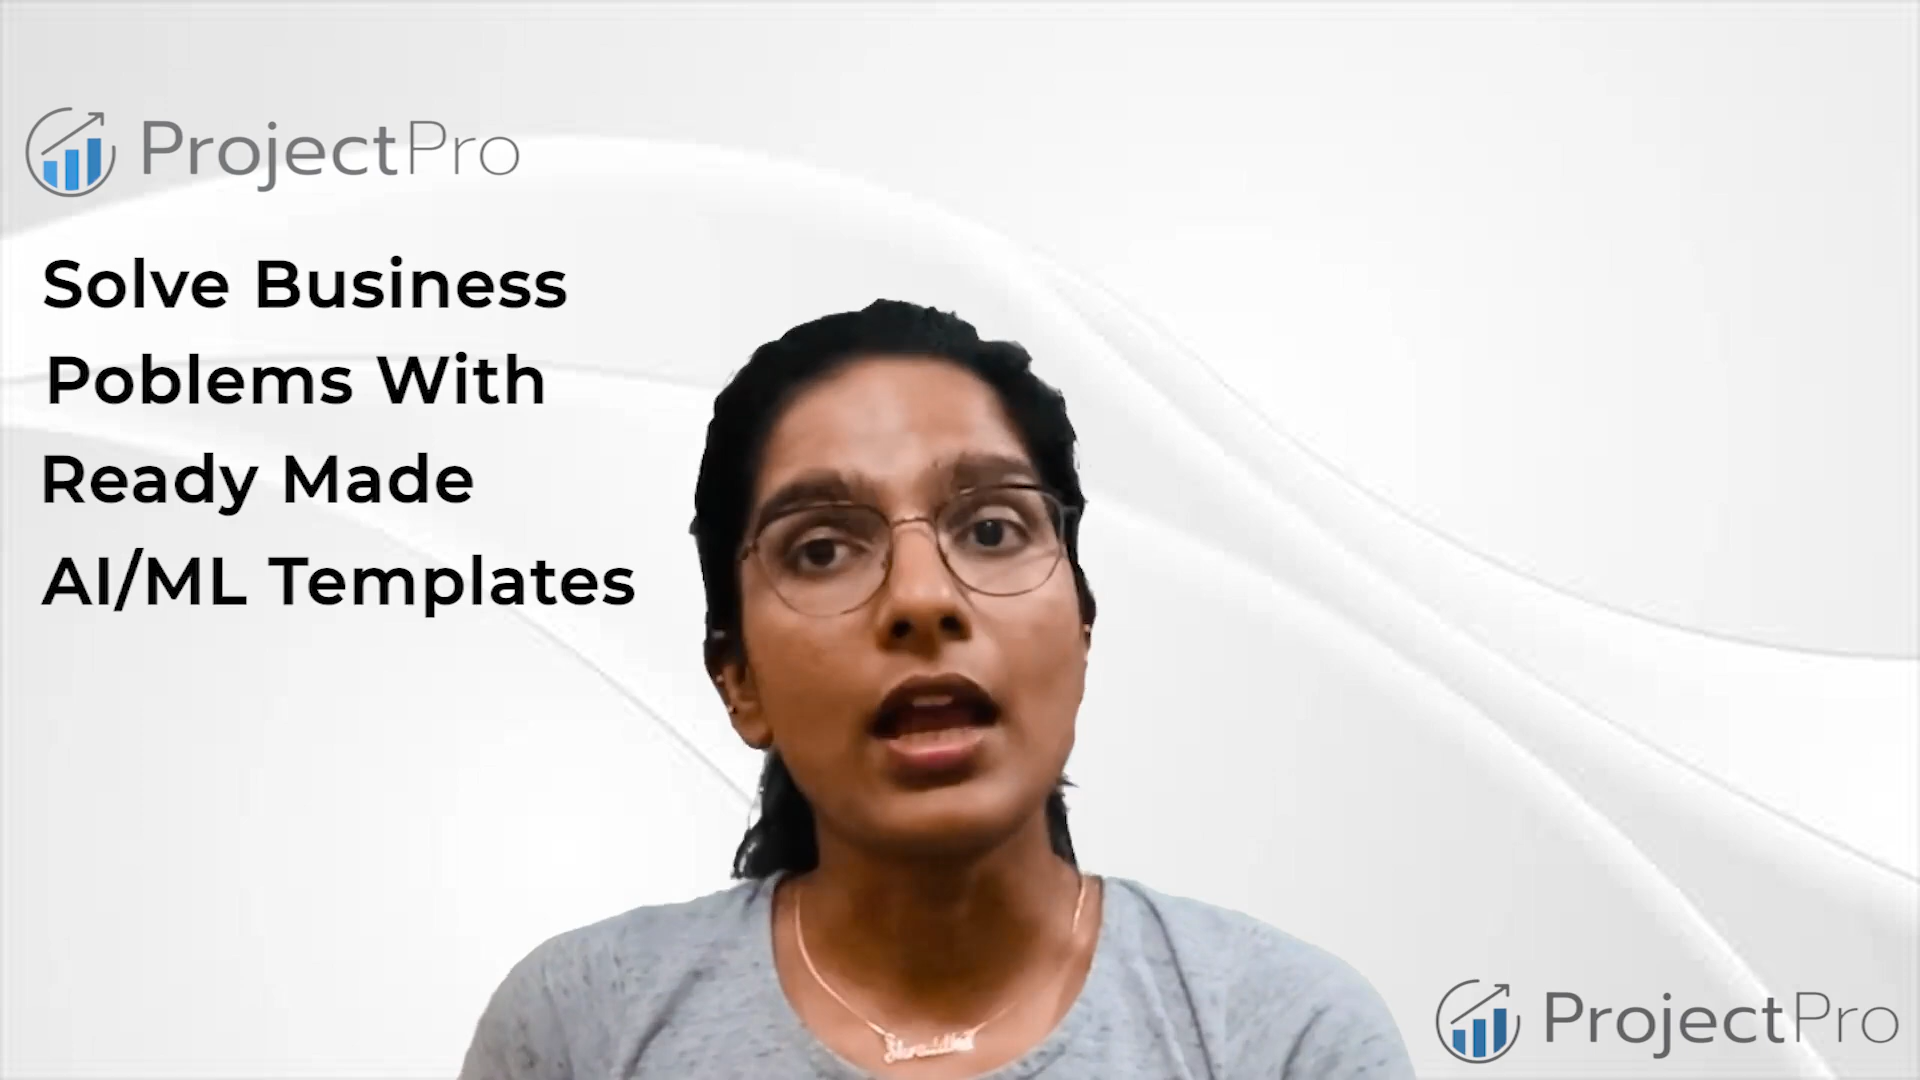 ProjectPro
Solve Business
Poblems With
Ready Made
AI/ML Templates
ProjectPro